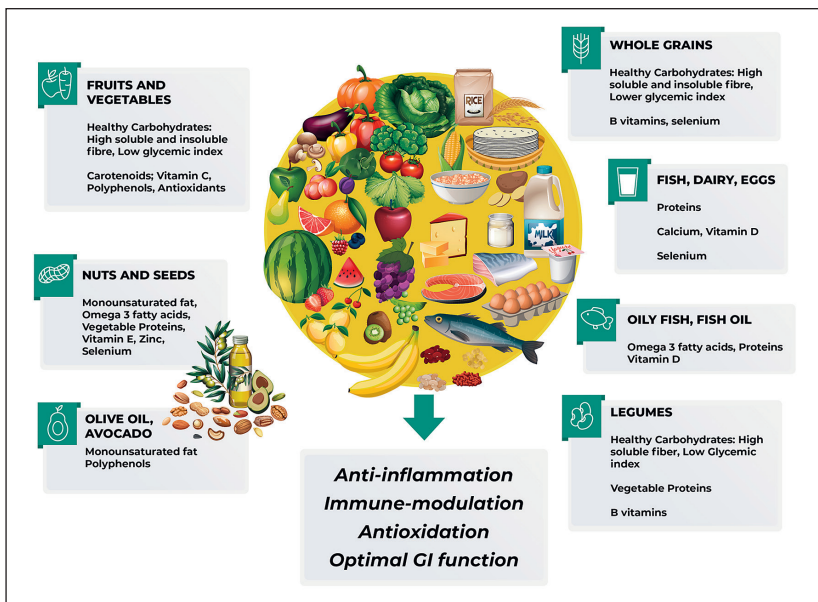 FRUITS AND
VEGETABLES
Healthy Carbohydrates:
High soluble and insoluble
fibre, Low glycemic index
Carotenoids; Vitamin C,
Polyphenols, Antioxidants
NUTS AND SEEDS
Monounsaturated fat,
Omega 3 fatty acids,
Vegetable Proteins,
Vitamin E, Zinc,
Selenium
OLIVE OIL,
AVOCADO
Monounsaturated fat
Polyphenols
RICE
MILK
WHOLE GRAINS
Healthy Carbohydrates: High
soluble and insoluble fibre,
Lower glycemic index
B vitamins, selenium
FISH, DAIRY, EGGS
Proteins
Calcium, Vitamin D
Selenium
OILY FISH, FISH OIL
Omega 3 fatty acids, Proteins
Vitamin D
LEGUMES
Healthy Carbohydrates: High
soluble fiber, Low Glycemic
index
Vegetable Proteins
B vitamins
Anti-inflammation
Immune-modulation
Antioxidation
Optimal GI function